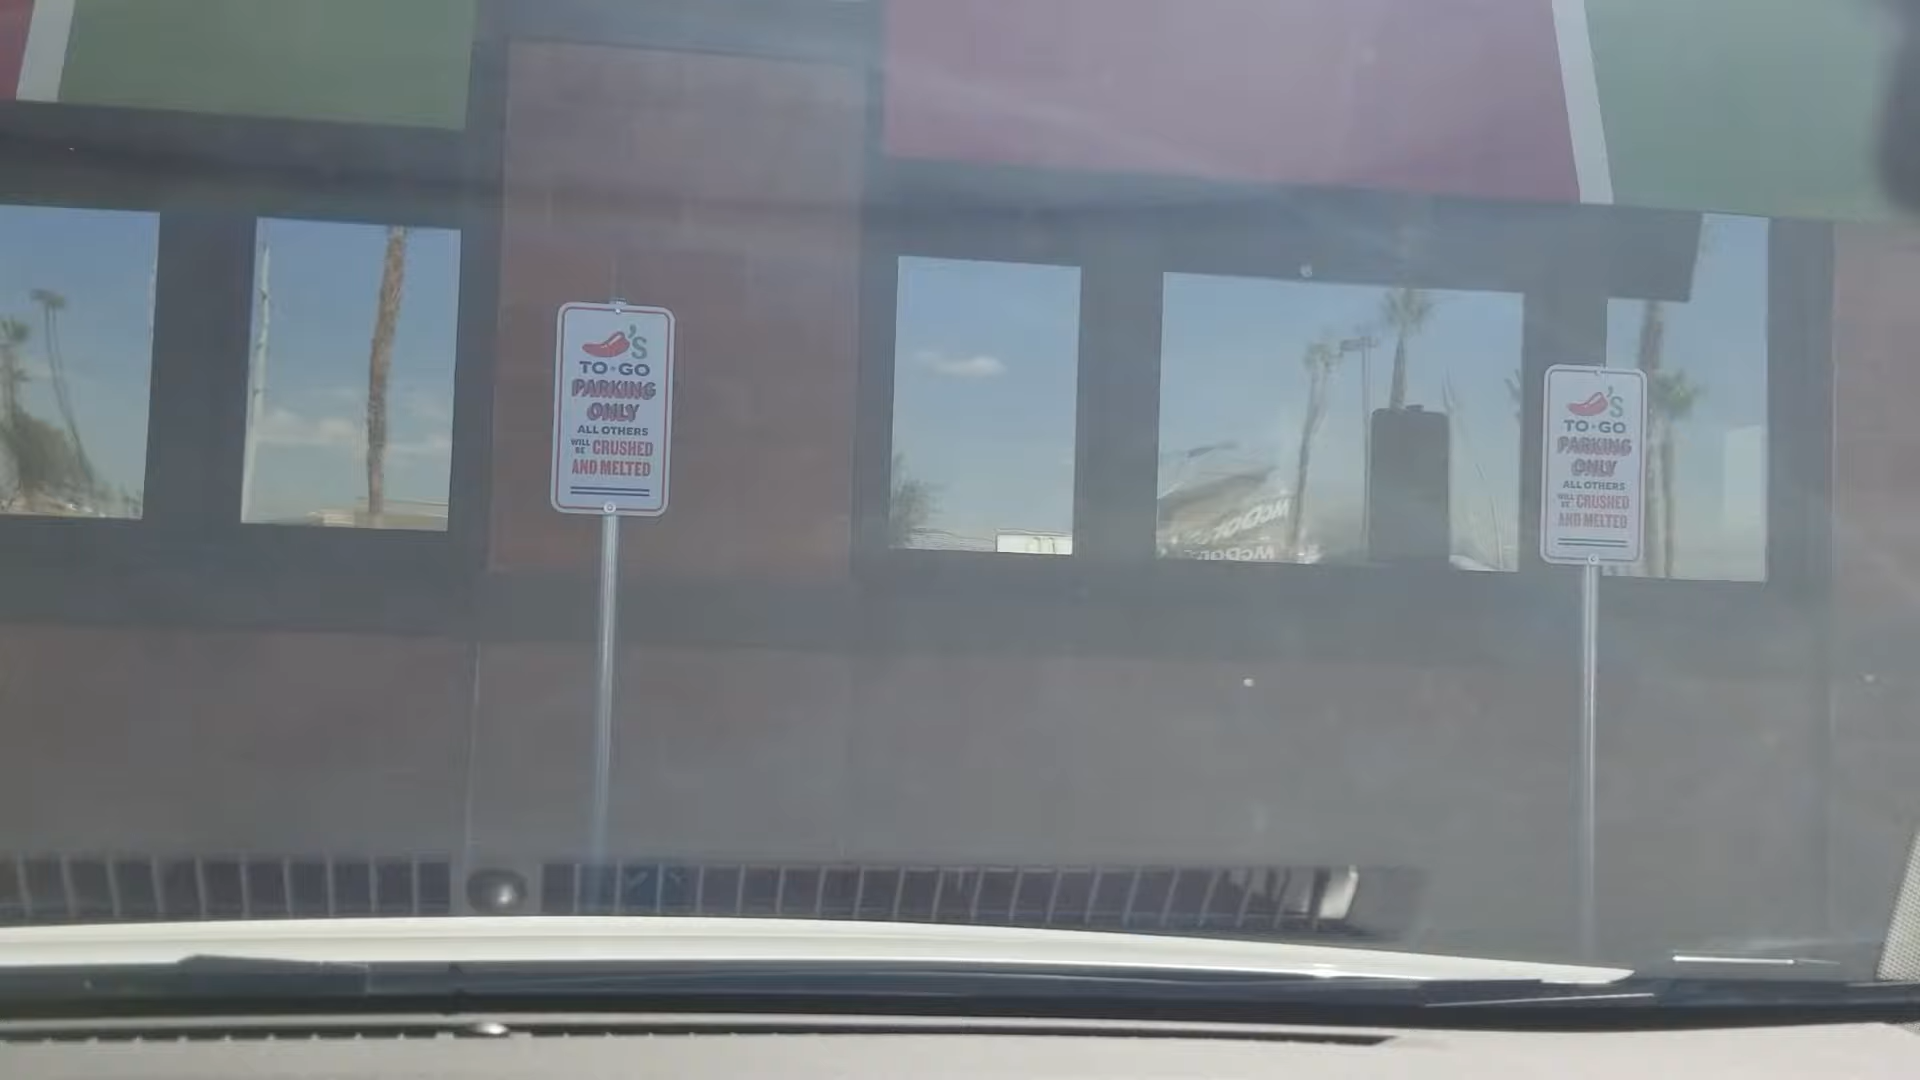 's
TO-GO
PARKING
ONLY
ALL OTHERS
WILL BE CRUSHED
AND MELTED
's
TO-GO
PARKING
ONLY
ALL OTHERS
WILL BE CRUSHED
AND MELTED